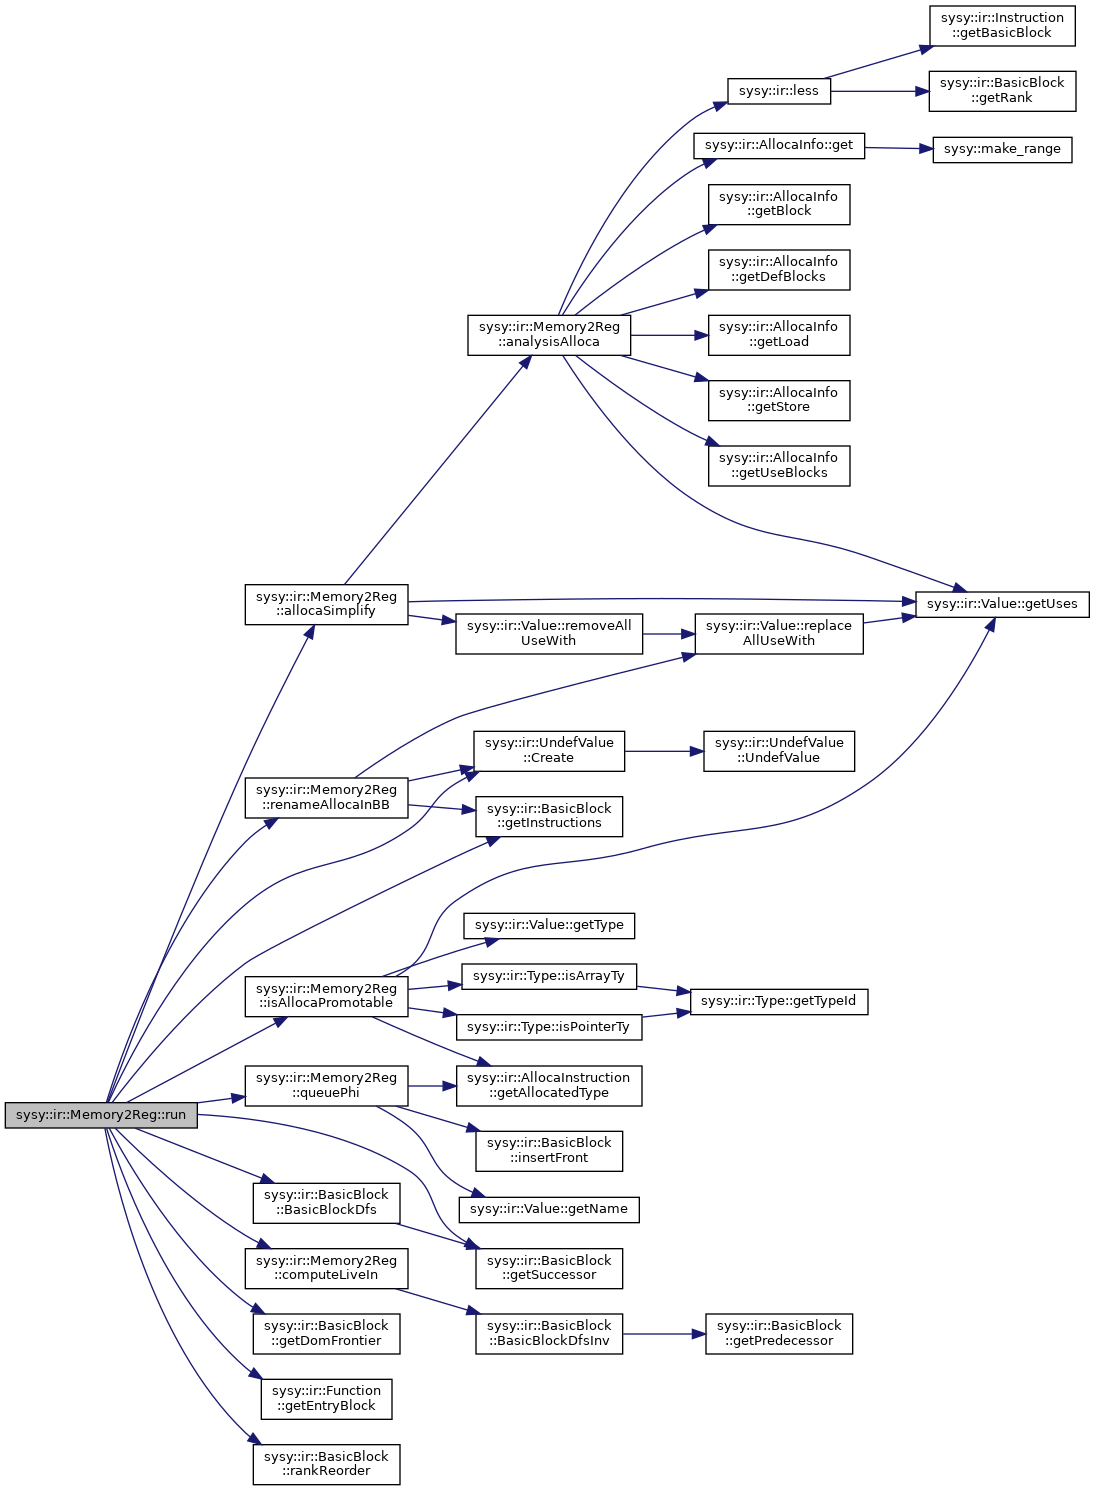 sysy::ir::Instruction
::getBasicBlock
sysy::ir::less
sysy::ir::BasicBlock
::getRank
sysy::ir::AllocaInfo::get
sysy::make_range
sysy::ir::AllocaInfo
::getBlock
sysy::ir::AllocaInfo
::getDefBlocks
sysy::ir::Memory2Reg
::analysisAlloca
sysy::ir::AllocaInfo
::getLoad
sysy::ir::AllocaInfo
::getStore
sysy::ir::AllocaInfo
::getUseBlocks
sysy::ir::Memory2Reg
::allocaSimplify
sysy::ir::Value::getUses
sysy::ir::Value::removeAll
UseWith
sysy::ir::Value::replace
AllUseWith
sysy::ir::UndefValue
::Create
sysy::ir::UndefValue
::UndefValue
sysy::ir::Memory2Reg
::renameAllocaInBB
sysy::ir::BasicBlock
::getInstructions
sysy::ir::Value::getType
sysy::ir::Memory2Reg
::isAllocaPromotable
sysy::ir::Type::isArrayTy
sysy::ir::Type::getTypeId
sysy::ir::Type::isPointerTy
sysy::ir::Memory2Reg
::queuePhi
sysy::ir::AllocaInstruction
::getAllocatedType
sysy::ir::Memory2Reg::run
sysy::ir::BasicBlock
::insertFront
sysy::ir::BasicBlock
::BasicBlockDfs
sysy::ir::Value::getName
sysy::ir::Memory2Reg
::computeLiveIn
sysy::ir::BasicBlock
::getSuccessor
sysy::ir::BasicBlock
::getDomFrontier
sysy::ir::BasicBlock
::BasicBlockDfsInv
sysy::ir::BasicBlock
::getPredecessor
sysy::ir::Function
::getEntryBlock
sysy::ir::BasicBlock
::rankReorder